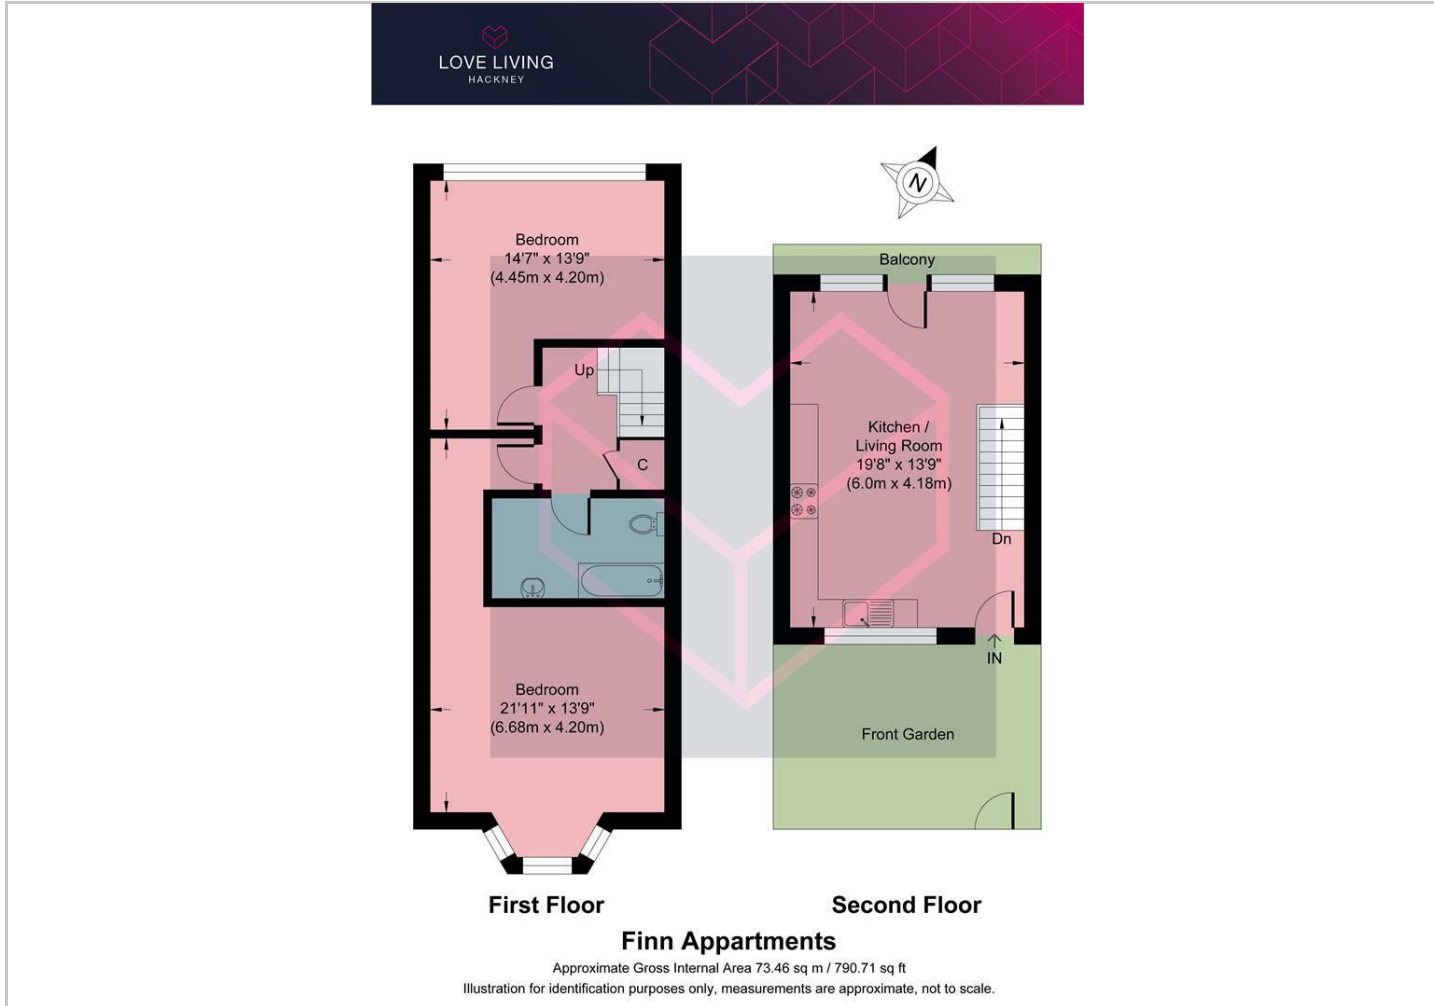 LOVE LIVING
HACKNEY
N
Bedroom
14'7" x 13'9"
(4.45m x 4.20m)
Up
C
Bedroom
21'11" x 13'9"
(6.68m x 4.20m)
Balcony
Kitchen /
Living Room
19'8" x 13'9"
(6.0m x 4.18m)
Dn
IN
Front Garden
First Floor
Second Floor
Finn Appartments
Approximate Gross Internal Area 73.46 sq m / 790.71 sq ft
Illustration for identification purposes only, measurements are approximate, not to scale.